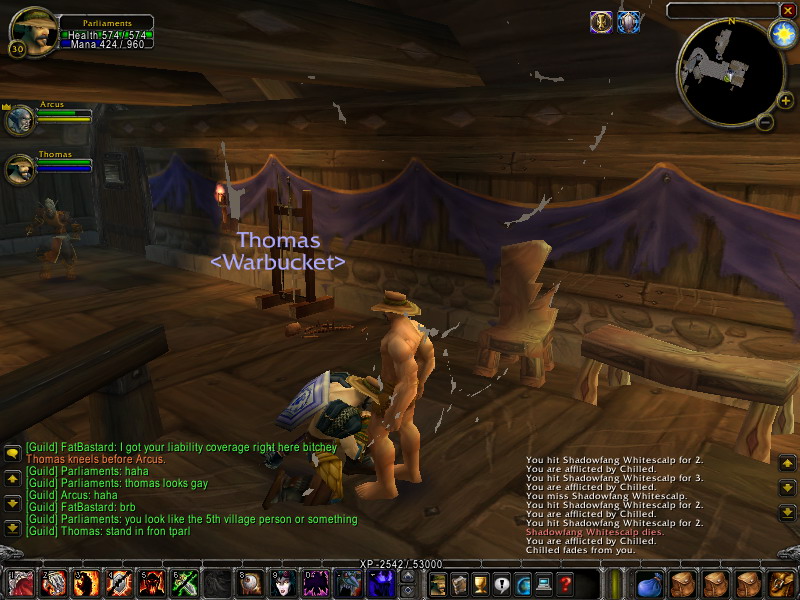 Parliaments
Health 574 / 574
Mana 424 / 960
30
N
Arcus
Thomas
Thomas
<Warbucket>
[Guild] FatBastard: I got your liability coverage right here bitchey
Thomas kneels before Arcus.
[Guild] Parliaments: haha
[Guild] Parliaments: thomas looks gay
[Guild] Arcus: haha
[Guild] FatBastard: brb
[Guild] Parliaments: you look like the 5th village person or something
[Guild] Thomas: stand in fron tparl
You hit Shadowfang Whitescalp for 2.
You are afflicted by Chilled.
You hit Shadowfang Whitescalp for 3.
You are afflicted by Chilled.
You miss Shadowfang Whitescalp.
You hit Shadowfang Whitescalp for 2.
You are afflicted by Chilled.
You hit Shadowfang Whitescalp for 2.
Shadowfang Whitescalp dies.
You are afflicted by Chilled.
Chilled fades from you.
XP -2542 / 53000